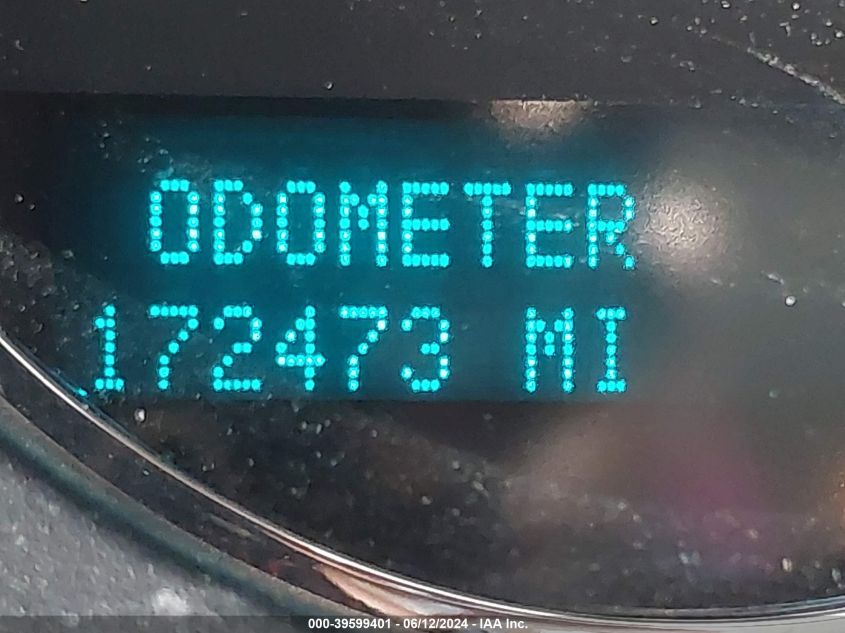 ODOMETER
172473 MI
000-39599401 - 06/12/2024 - IAA Inc.